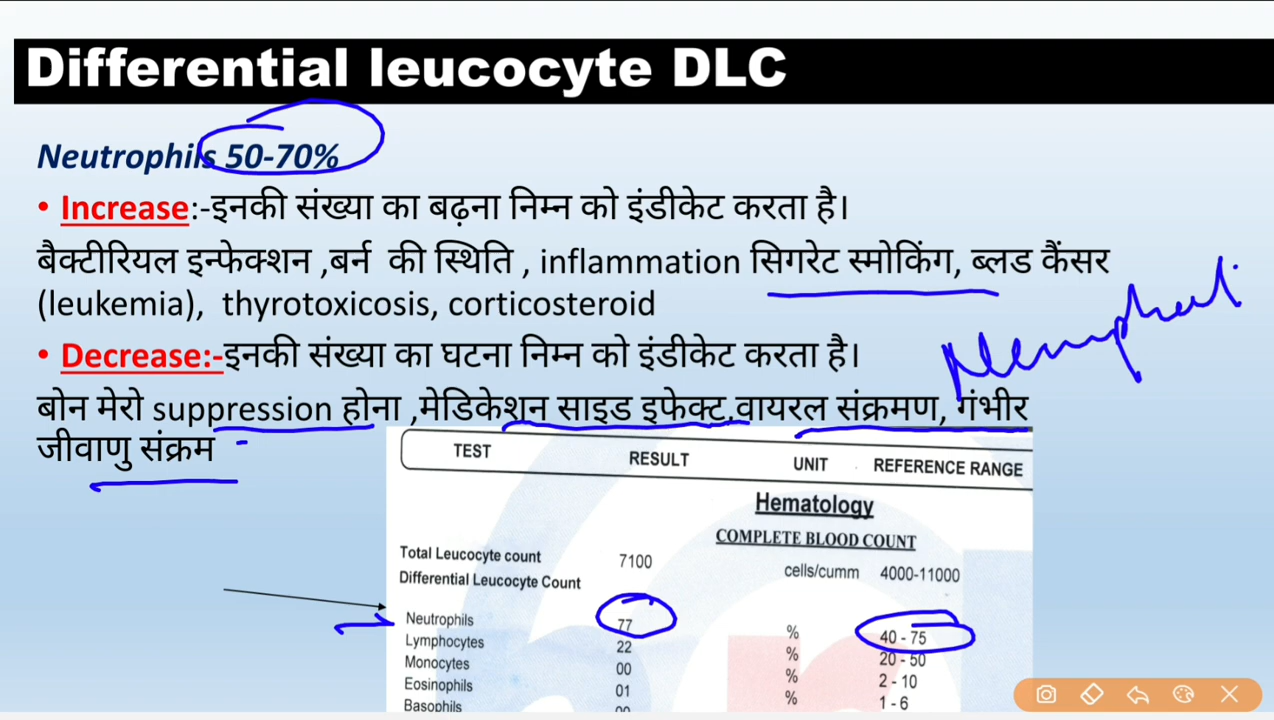 Differential leucocyte DLC
Neutrophils 50-70%
• Increase:-इनकी संख्या का बढ़ना निम्न को इंडीकेट करता है।
बैक्टीरियल इन्फेक्शन ,बर्न की स्थिति , inflammation सिगरेट स्मोकिंग, ब्लड कैंसर
(leukemia), thyrotoxicosis, corticosteroid
• Decrease:-इनकी संख्या का घटना निम्न को इंडीकेट करता है।
बोन मेरो suppression होना ,मेडिकेशन साइड इफेक्ट,वायरल संक्रमण, गंभीर
जीवाणु संक्रम
TEST RESULT UNIT REFERENCE RANGE
Hematology
COMPLETE BLOOD COUNT
Total Leucocyte count 7100 cells/cumm 4000-11000
Differential Leucocyte Count
Neutrophils 77 % 40 - 75
Lymphocytes 22 % 20 - 50
Monocytes 00 % 2 - 10
Eosinophils 01 % 1 - 6
Basophils